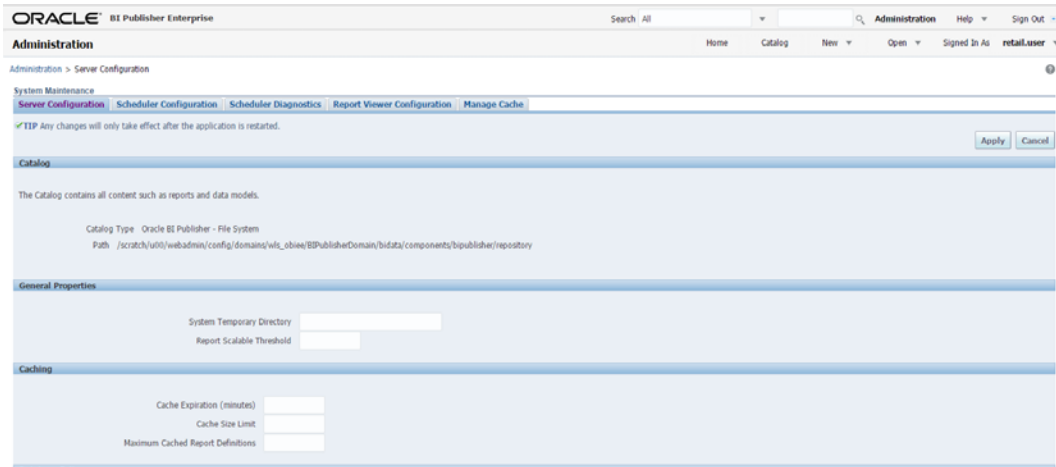 ORACLE BI Publisher Enterprise Search All Administration Help Sign Out
Administration Home Catalog New Open Signed In As retail.user
Administration > Server Configuration
System Maintenance
Server Configuration Scheduler Configuration Scheduler Diagnostics Report Viewer Configuration Manage Cache
TIP Any changes will only take effect after the application is restarted.
Apply Cancel
Catalog
The Catalog contains all content such as reports and data models.
Catalog Type Oracle BI Publisher - File System
Path /scratch/u00/webadmin/config/domains/wls_obiee/BIPublisherDomain/bidata/components/bipublisher/repository
General Properties
System Temporary Directory
Report Scalable Threshold
Caching
Cache Expiration (minutes)
Cache Size Limit
Maximum Cached Report Definitions